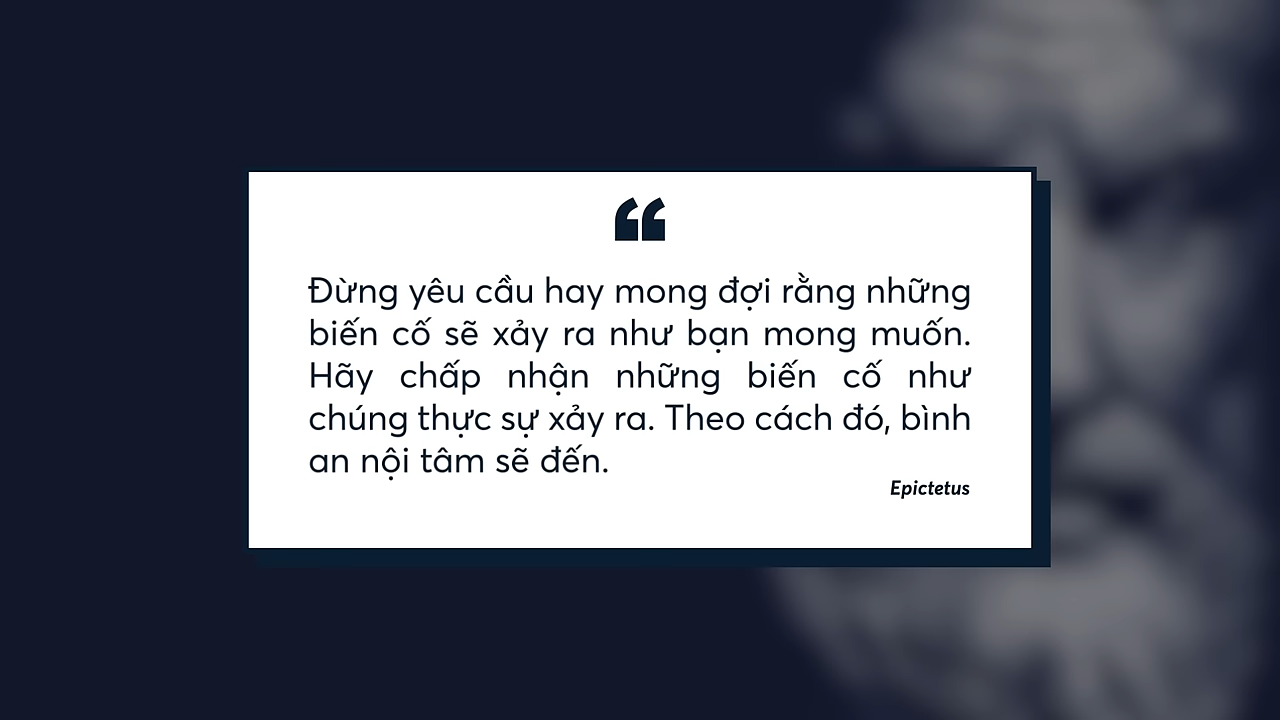 “
Đừng yêu cầu hay mong đợi rằng những
biến cố sẽ xảy ra như bạn mong muốn.
Hãy chấp nhận những biến cố như
chúng thực sự xảy ra. Theo cách đó, bình
an nội tâm sẽ đến.
Epictetus